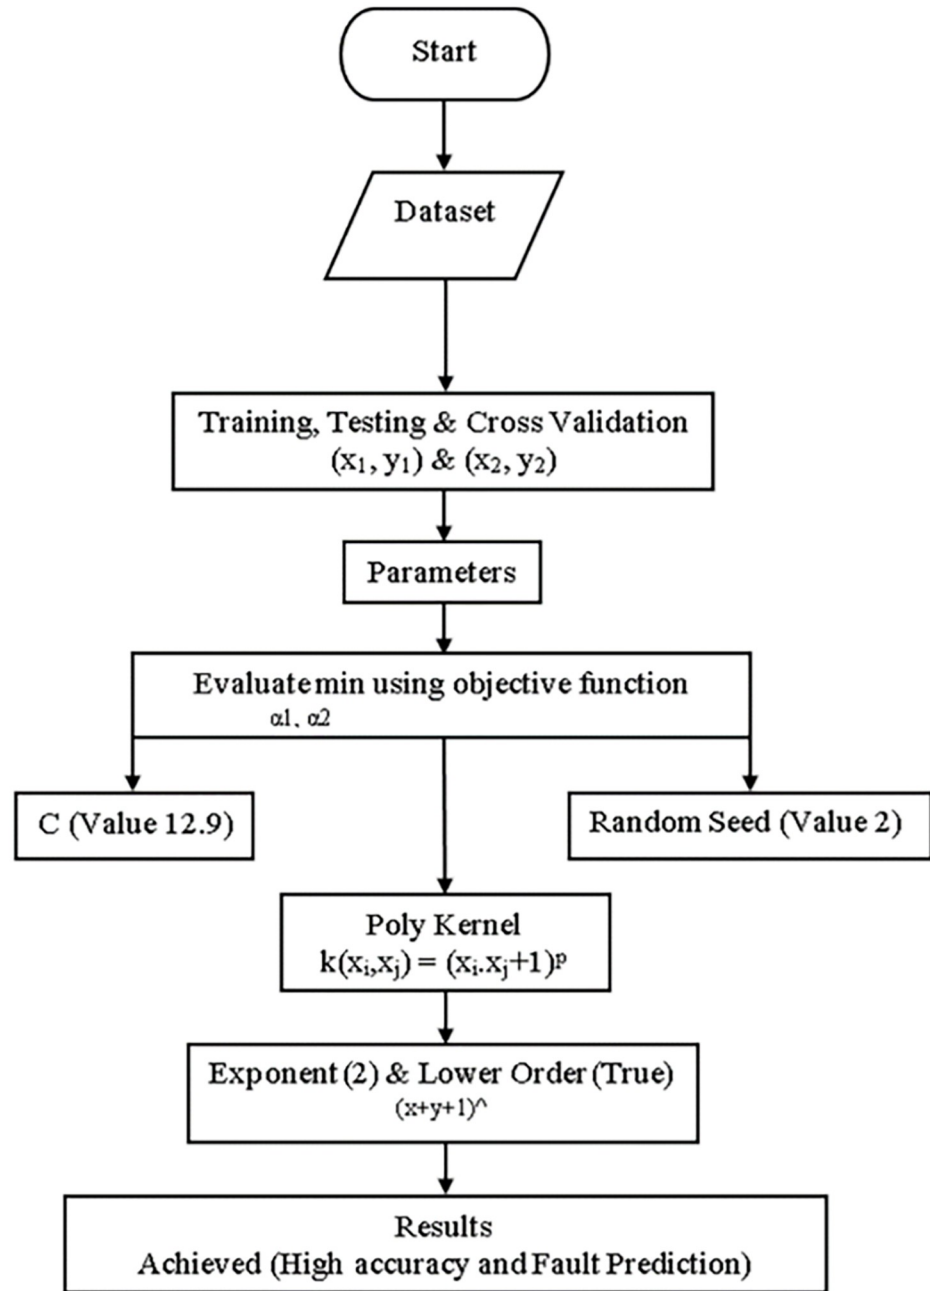 Start
Dataset
Training, Testing & Cross Validation
(x₁, y₁) & (x₂, y₂)
Parameters
Evaluate min using objective function
α1, α2
C (Value 12.9)
Random Seed (Value 2)
Poly Kernel
k(xᵢ,xⱼ) = (xᵢ.xⱼ+1)ᵖ
Exponent (2) & Lower Order (True)
(x+y+1)^
Results
Achieved (High accuracy and Fault Prediction)